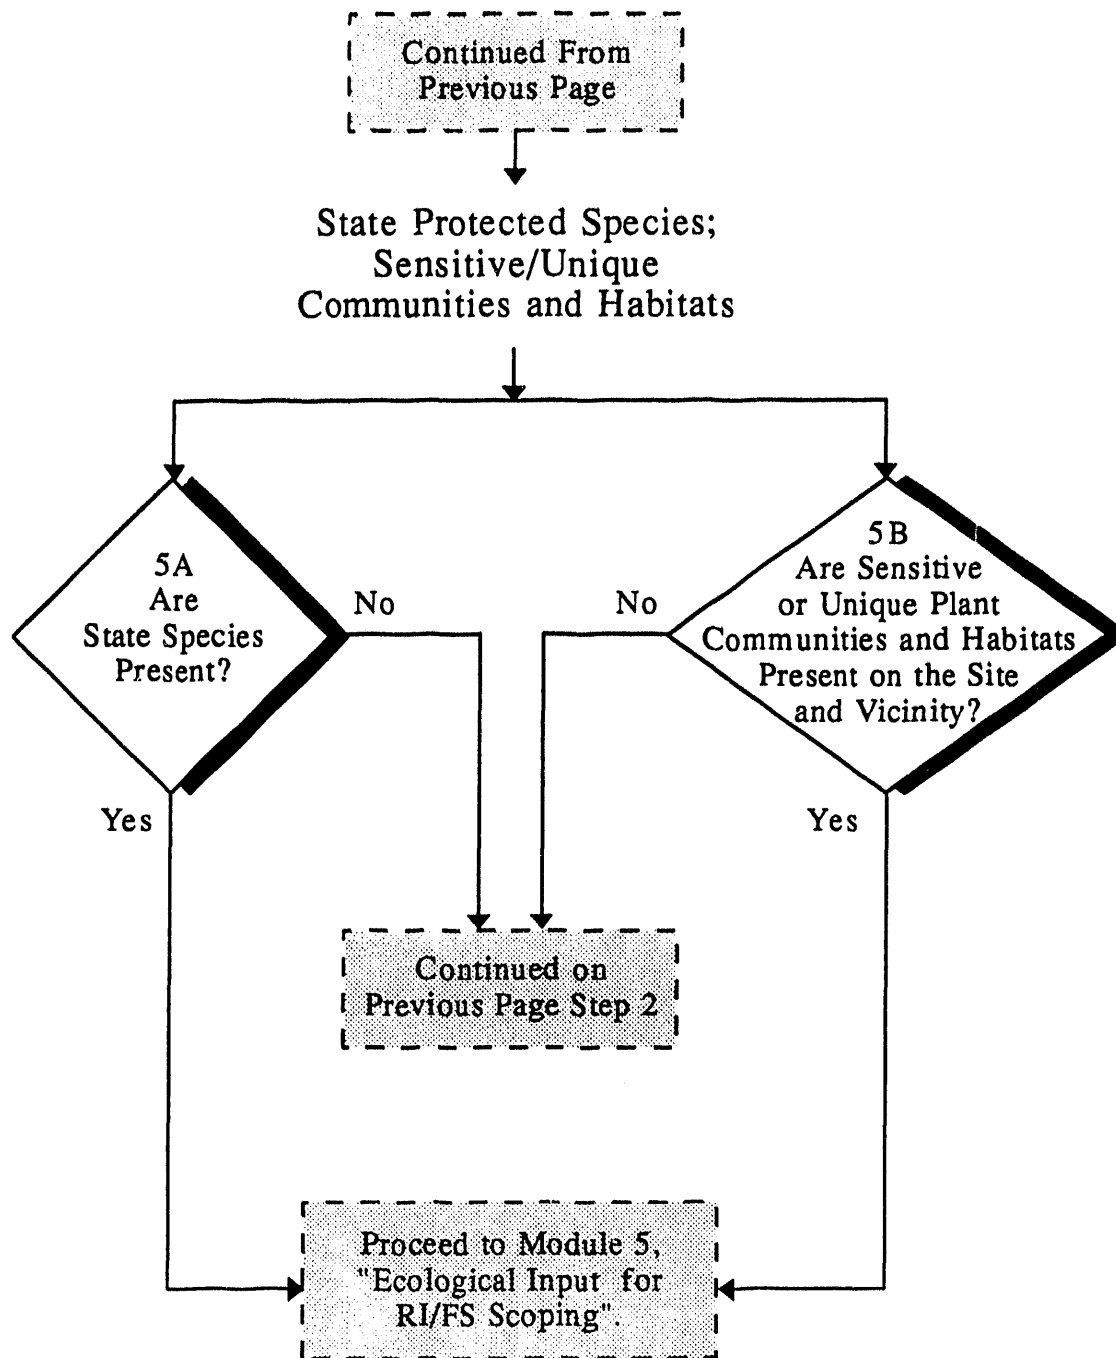 Continued From
Previous Page
State Protected Species;
Sensitive/Unique
Communities and Habitats
5A
Are
State Species
Present?
No
Yes
5B
Are Sensitive
or Unique Plant
Communities and Habitats
Present on the Site
and Vicinity?
No
Yes
Continued on
Previous Page Step 2
Proceed to Module 5,
"Ecological Input for
RI/FS Scoping".